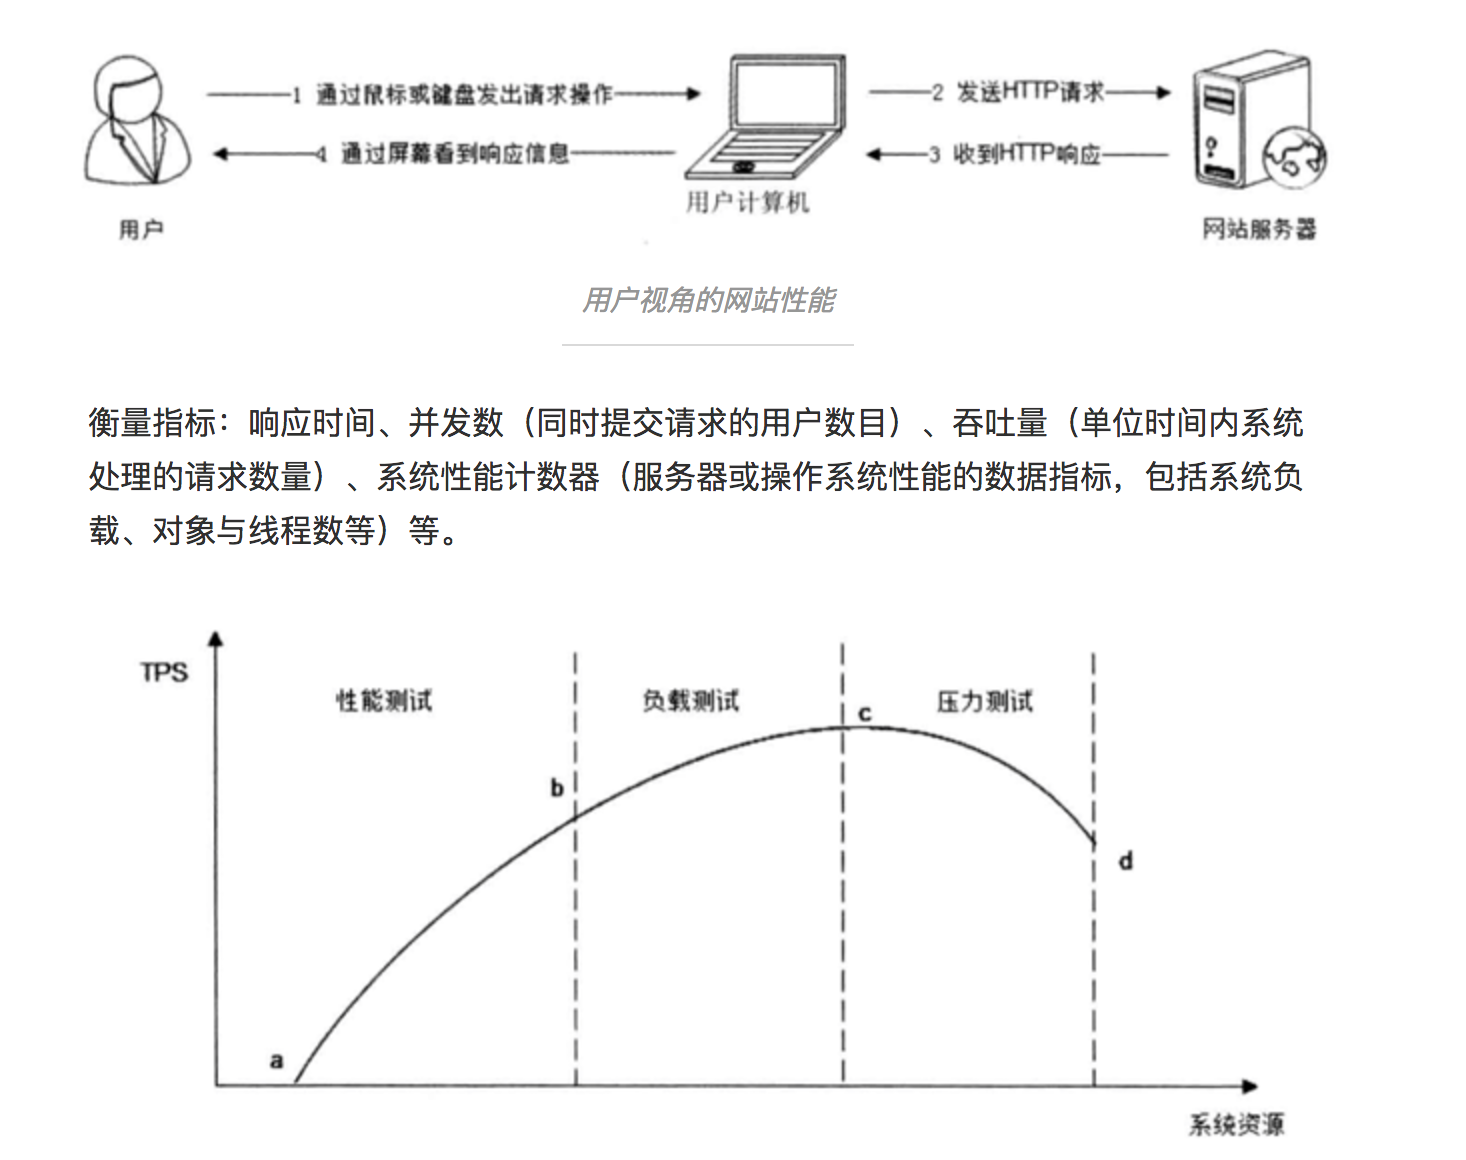 1 通过鼠标或键盘发出请求操作
2 发送HTTP请求
4 通过屏幕看到响应信息
3 收到HTTP响应
用户
用户计算机
网站服务器
用户视角的网站性能
衡量指标：响应时间、并发数（同时提交请求的用户数目）、吞吐量（单位时间内系统
处理的请求数量）、系统性能计数器（服务器或操作系统性能的数据指标，包括系统负
载、对象与线程数等）等。
TPS
性能测试
负载测试
压力测试
c
b
d
a
系统资源